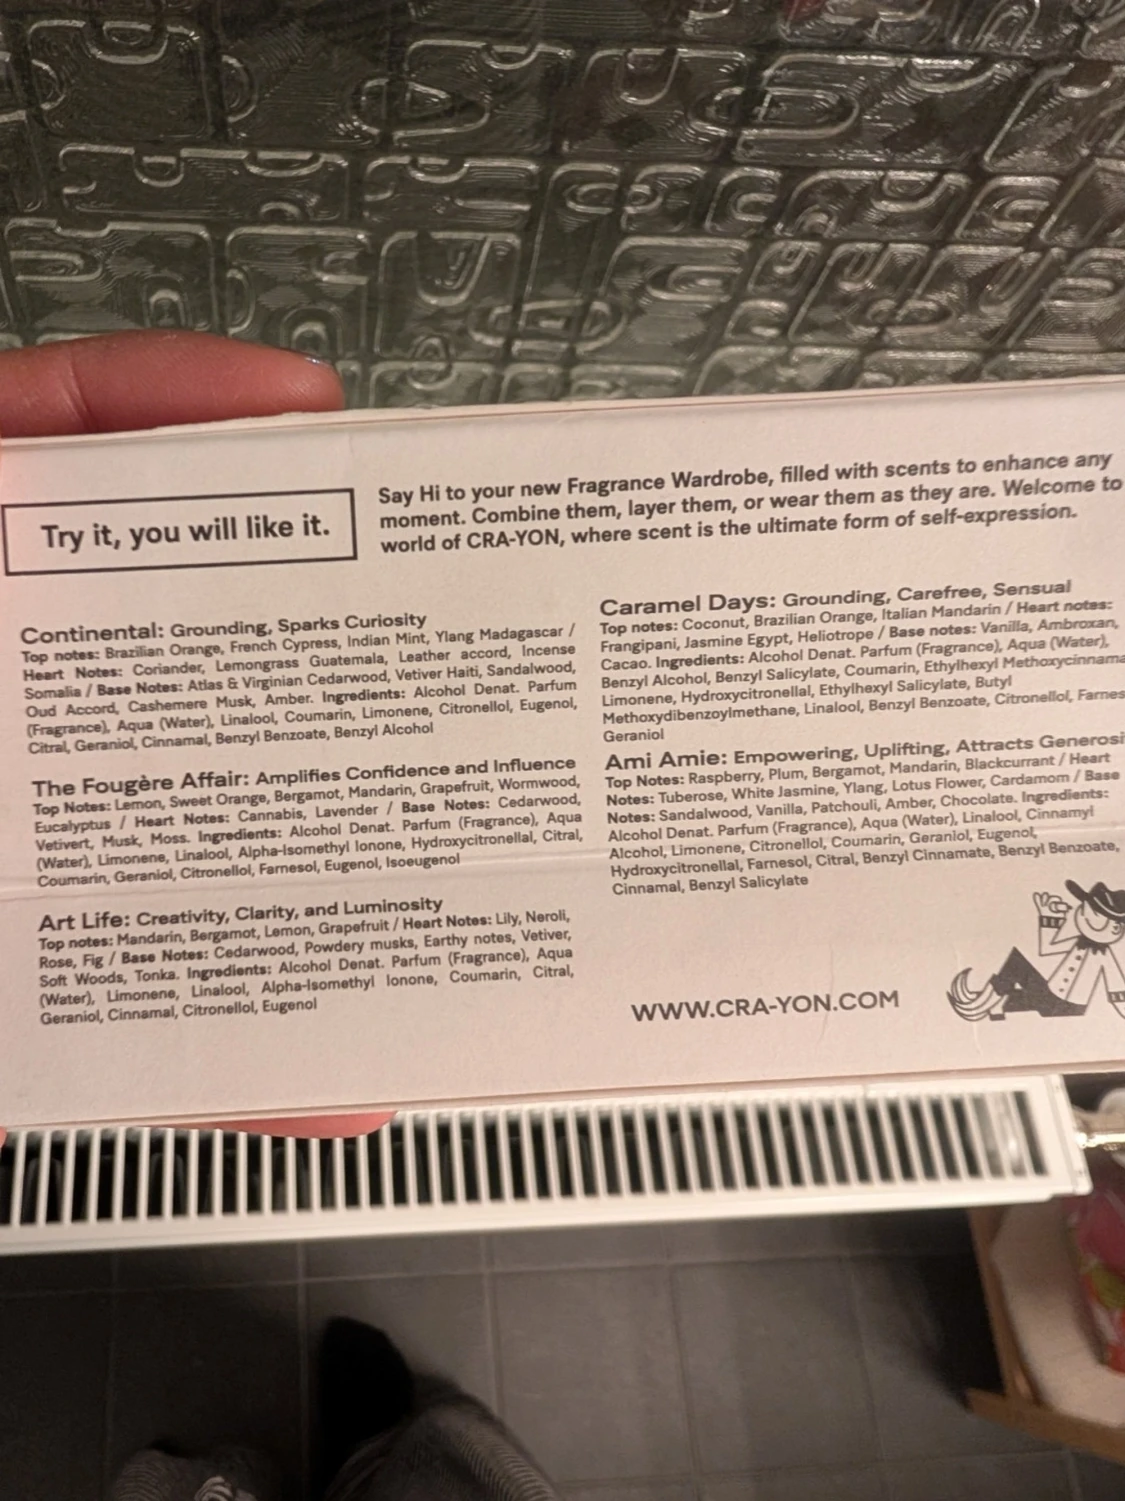 Try it, you will like it.
Say Hi to your new Fragrance Wardrobe, filled with scents to enhance any
moment. Combine them, layer them, or wear them as they are. Welcome to
world of CRA-YON, where scent is the ultimate form of self-expression.
Continental: Grounding, Sparks Curiosity
Top notes: Brazilian Orange, French Cypress, Indian Mint, Ylang Madagascar /
Heart Notes: Coriander, Lemongrass Guatemala, Leather accord, Incense
Somalia / Base Notes: Atlas & Virginian Cedarwood, Vetiver Haiti, Sandalwood,
Oud Accord, Cashemere Musk, Amber. Ingredients: Alcohol Denat. Parfum
(Fragrance), Aqua (Water), Linalool, Coumarin, Limonene, Citronellol, Eugenol,
Citral, Geraniol, Cinnamal, Benzyl Benzoate, Benzyl Alcohol
The Fougère Affair: Amplifies Confidence and Influence
Top Notes: Lemon, Sweet Orange, Bergamot, Mandarin, Grapefruit, Wormwood,
Eucalyptus / Heart Notes: Cannabis, Lavender / Base Notes: Cedarwood,
Vetivert, Musk, Moss. Ingredients: Alcohol Denat. Parfum (Fragrance), Aqua
(Water), Limonene, Linalool, Alpha-Isomethyl Ionone, Hydroxycitronellal, Citral,
Coumarin, Geraniol, Citronellol, Farnesol, Eugenol, Isoeugenol
Art Life: Creativity, Clarity, and Luminosity
Top notes: Mandarin, Bergamot, Lemon, Grapefruit / Heart Notes: Lily, Neroli,
Rose, Fig / Base Notes: Cedarwood, Powdery musks, Earthy notes, Vetiver,
Soft Woods, Tonka. Ingredients: Alcohol Denat. Parfum (Fragrance), Aqua
(Water), Limonene, Linalool, Alpha-Isomethyl Ionone, Coumarin, Citral,
Geraniol, Cinnamal, Citronellol, Eugenol
Caramel Days: Grounding, Carefree, Sensual
Top notes: Coconut, Brazilian Orange, Italian Mandarin / Heart notes:
Frangipani, Jasmine Egypt, Heliotrope / Base notes: Vanilla, Ambroxan,
Cacao. Ingredients: Alcohol Denat. Parfum (Fragrance), Aqua (Water),
Benzyl Alcohol, Benzyl Salicylate, Coumarin, Ethylhexyl Methoxycinnama
Limonene, Hydroxycitronellal, Ethylhexyl Salicylate, Butyl
Methoxydibenzoylmethane, Linalool, Benzyl Benzoate, Citronellol, Farnes
Geraniol
Ami Amie: Empowering, Uplifting, Attracts Generosi
Top Notes: Raspberry, Plum, Bergamot, Mandarin, Blackcurrant / Heart
Notes: Tuberose, White Jasmine, Ylang, Lotus Flower, Cardamom / Base
Notes: Sandalwood, Vanilla, Patchouli, Amber, Chocolate. Ingredients:
Alcohol Denat. Parfum (Fragrance), Aqua (Water), Linalool, Cinnamyl
Alcohol, Limonene, Citronellol, Coumarin, Geraniol, Eugenol,
Hydroxycitronellal, Farnesol, Citral, Benzyl Cinnamate, Benzyl Benzoate,
Cinnamal, Benzyl Salicylate
WWW.CRA-YON.COM